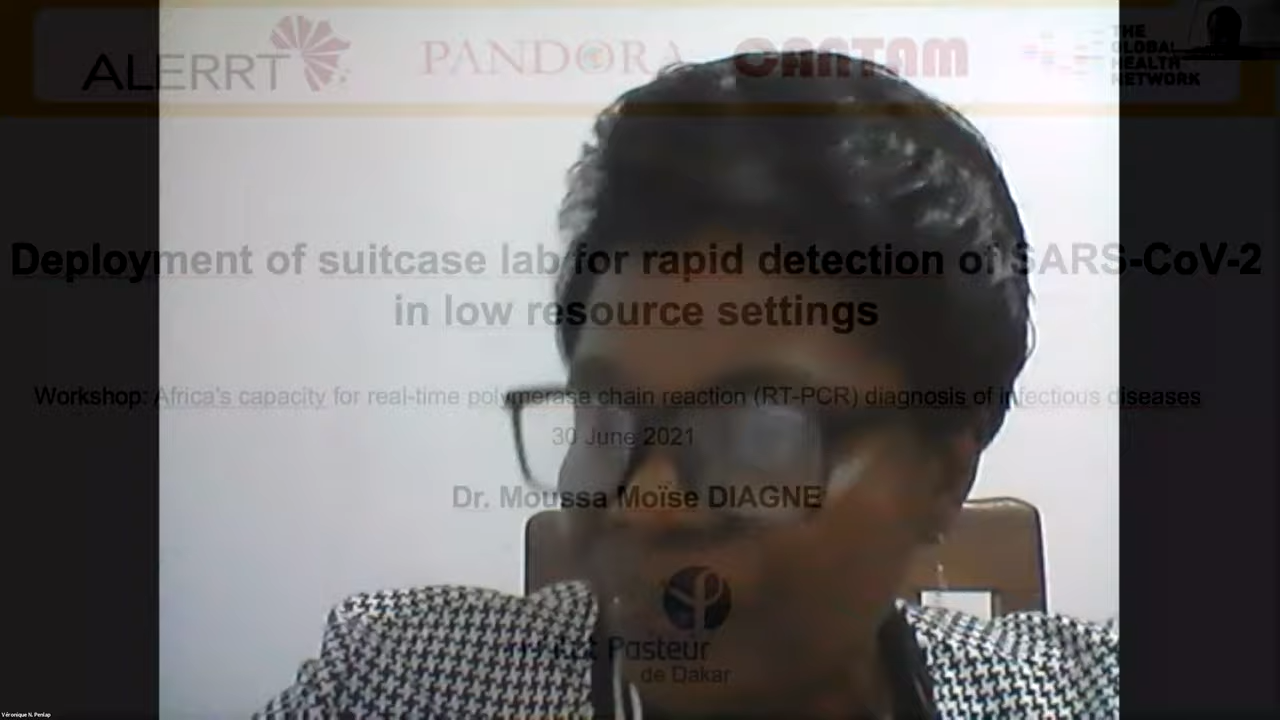 ALERRT
PANDORA
CANTAM
THE
GLOBAL
HEALTH
NETWORK
Deployment of suitcase lab for rapid detection of SARS-CoV-2
in low resource settings
Workshop: Africa's capacity for real-time polymerase chain reaction (RT-PCR) diagnosis of infectious diseases
30 June 2021
Dr. Moussa Moïse DIAGNE
Pasteur
de Dakar
Véronique N. Penlap